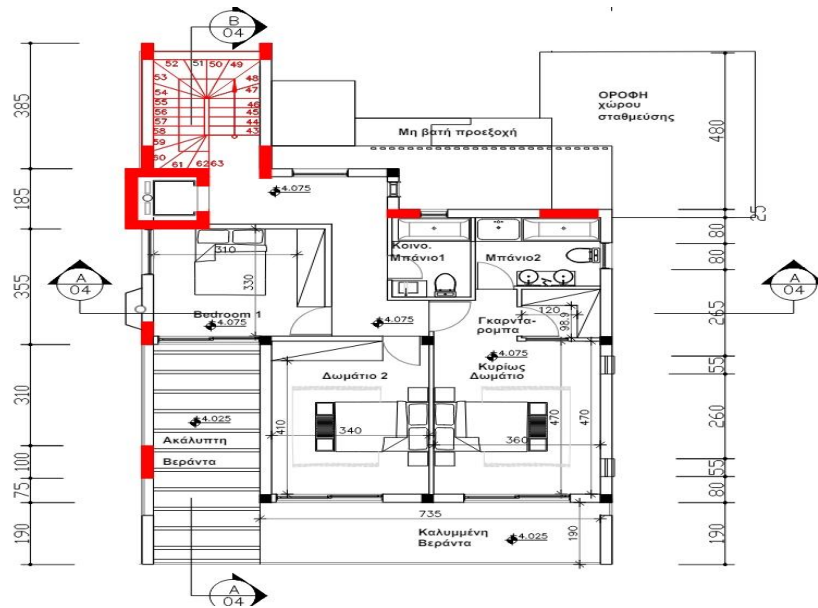 B
04
52
51
50
49
53
48
54
47
55
46
56
45
57
44
58
43
59
60
61
62
63
ΟΡΟΦΗ
χώρου
σταθμεύσης
Μη βατή προεξοχή
385
480
185
25
+4.075
Κοινο.
Μπάνιο1
Μπάνιο2
80
80
310
330
355
A
04
A
04
Bedroom 1
+4.075
+4.075
265
120
98.9
Γκαρντα-
ρομπα
+4.075
Κυρίως
Δωμάτιο
55
Δωμάτιο 2
310
410
340
360
470
470
260
+4.025
Ακάλυπτη
Βεράντα
100
55
75
80
735
190
190
190
Καλυμμένη
Βεράντα
+4.025
A
04